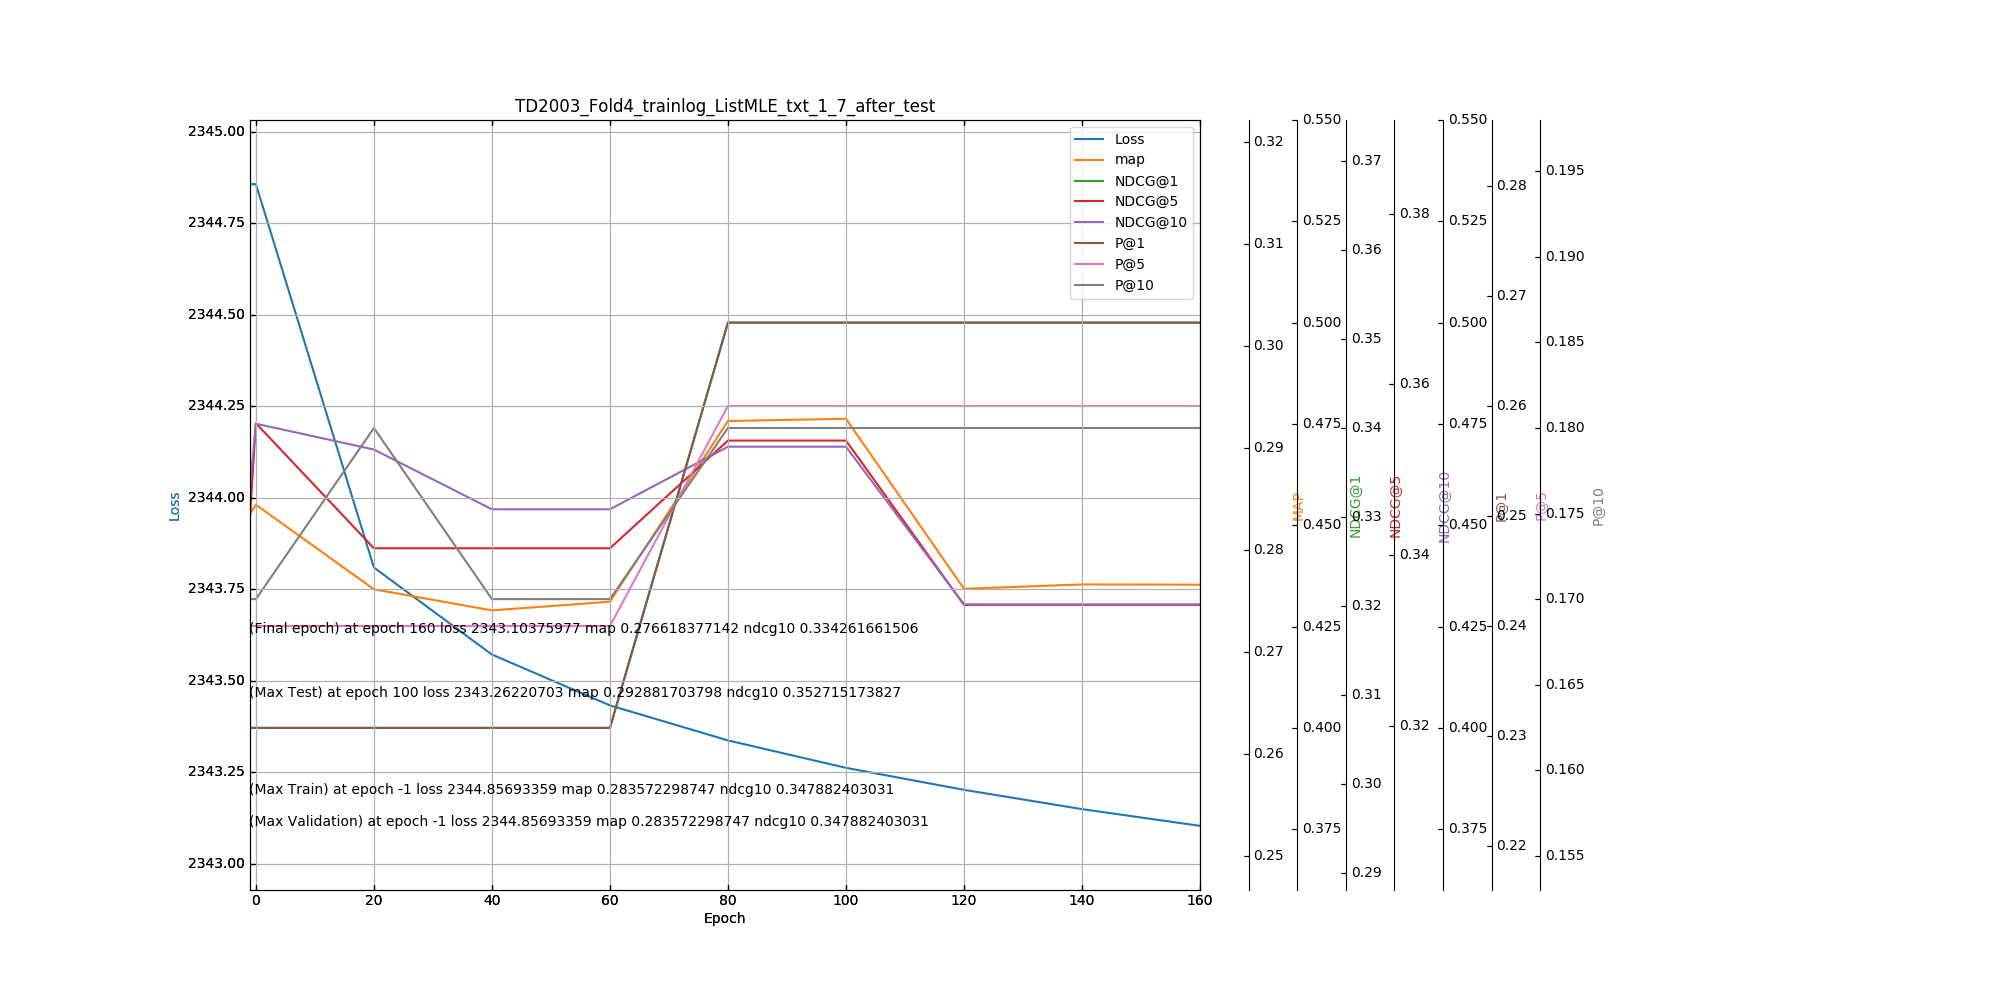 TD2003_Fold4_trainlog_ListMLE_txt_1_7_after_test
2345.00
2344.75
2344.50
2344.25
2344.00
2343.75
2343.50
2343.25
2343.00
Loss
Loss
map
NDCG@1
NDCG@5
NDCG@10
P@1
P@5
P@10
(Final epoch) at epoch 160 loss 2343.10375977 map 0.276618377142 ndcg10 0.334261661506
(Max Test) at epoch 100 loss 2343.26220703 map 0.292881703798 ndcg10 0.352715173827
(Max Train) at epoch -1 loss 2344.85693359 map 0.283572298747 ndcg10 0.347882403031
(Max Validation) at epoch -1 loss 2344.85693359 map 0.283572298747 ndcg10 0.347882403031
0 20 40 60 80 100 120 140 160
Epoch
0.32
0.31
0.30
0.29
0.28
0.27
0.26
0.25
MAP
0.550
0.525
0.500
0.475
0.450
0.425
0.400
0.375
NDCG@1
0.37
0.36
0.35
0.34
0.33
0.32
0.31
0.30
0.29
NDCG@5
0.38
0.36
0.34
0.32
NDCG@10
0.550
0.525
0.500
0.475
0.450
0.425
0.400
0.375
P@1
0.28
0.27
0.26
0.25
0.24
0.23
0.22
P@5
0.195
0.190
0.185
0.180
0.175
0.170
0.165
0.160
0.155
P@10